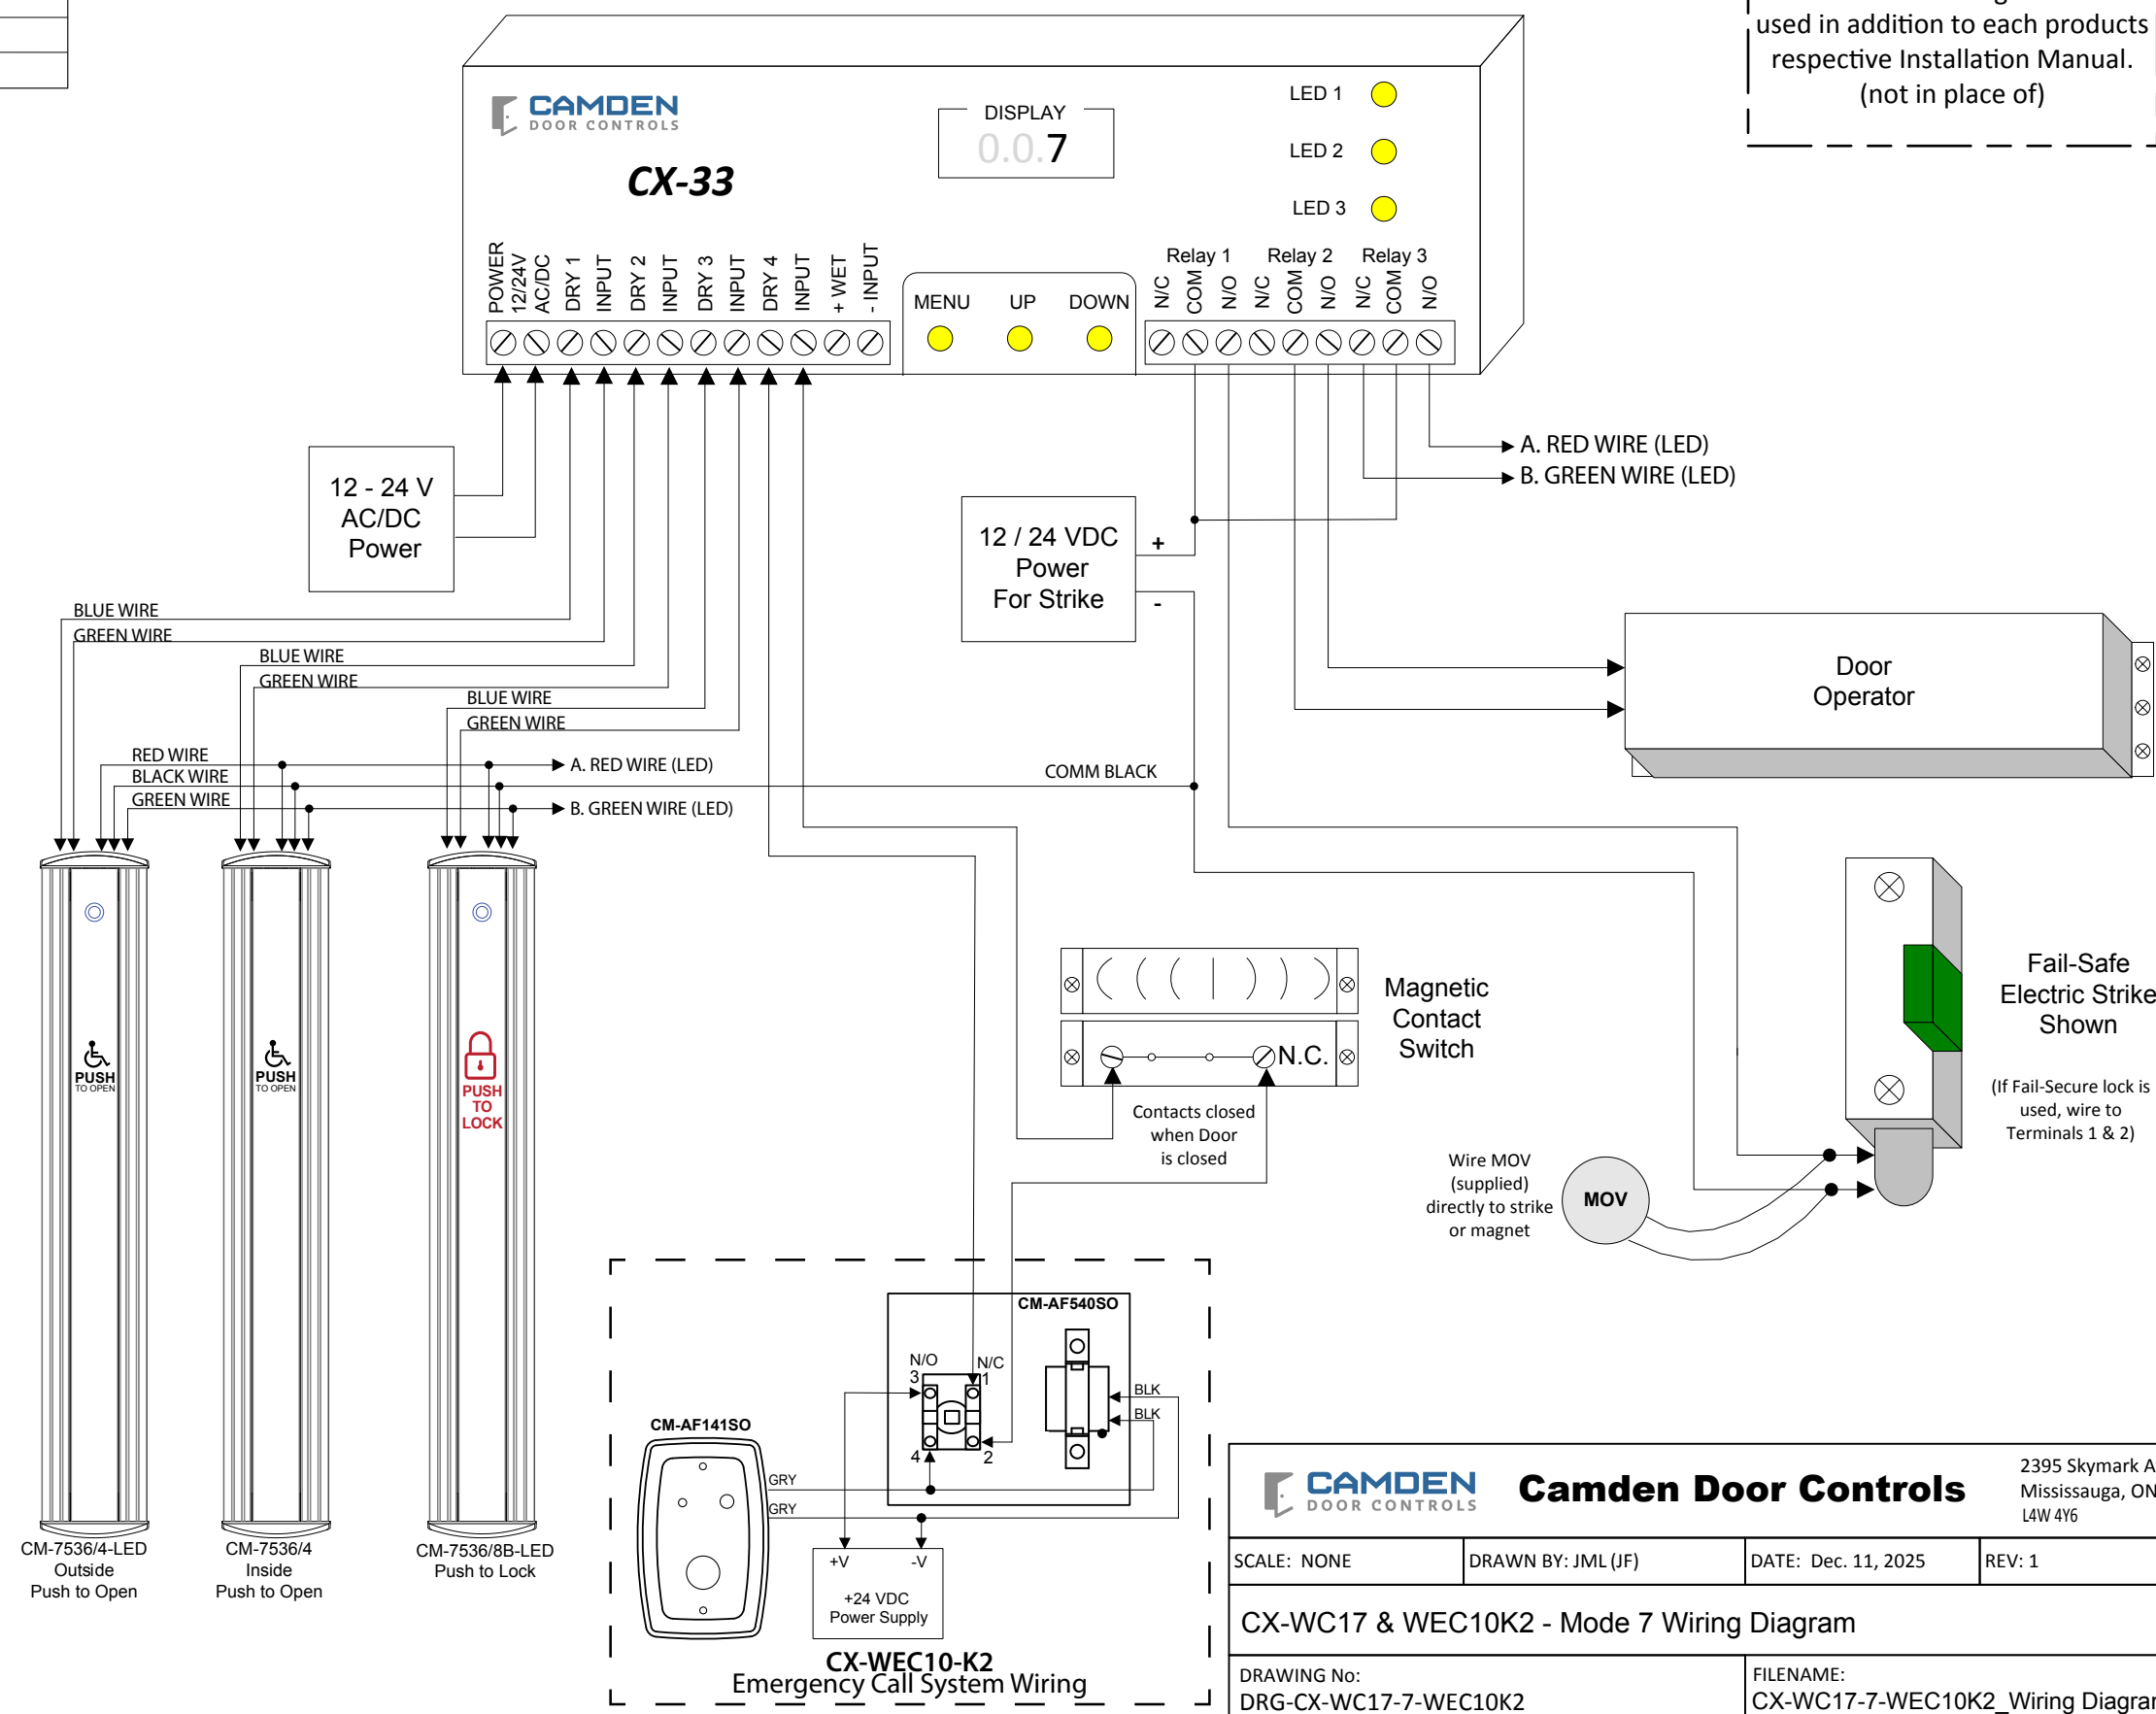 used in addition to each products
respective Installation Manual.
(not in place of)
CAMDEN
DOOR CONTROLS
CX-33
DISPLAY
0.0.7
LED 1
LED 2
LED 3
POWER
12/24V
AC/DC
DRY 1
INPUT
DRY 2
INPUT
DRY 3
INPUT
DRY 4
INPUT
+ WET
- INPUT
MENU UP DOWN
Relay 1 Relay 2 Relay 3
N/C
COM
N/O
N/C
COM
N/O
N/C
COM
N/O
A. RED WIRE (LED)
B. GREEN WIRE (LED)
12 - 24 V
AC/DC
Power
12 / 24 VDC
Power
For Strike
+
-
BLUE WIRE
GREEN WIRE
BLUE WIRE
GREEN WIRE
BLUE WIRE
GREEN WIRE
RED WIRE
BLACK WIRE
GREEN WIRE
A. RED WIRE (LED)
COMM BLACK
B. GREEN WIRE (LED)
Door
Operator
PUSH
TO OPEN
PUSH
TO OPEN
PUSH
TO
LOCK
Magnetic
Contact
Switch
N.C.
Contacts closed
when Door
is closed
Fail-Safe
Electric Strike
Shown
(If Fail-Secure lock is
used, wire to
Terminals 1 & 2)
Wire MOV
(supplied)
directly to strike
or magnet
MOV
CM-7536/4-LED
Outside
Push to Open
CM-7536/4
Inside
Push to Open
CM-7536/8B-LED
Push to Lock
CM-AF540SO
N/O
3
N/C
1
4
2
BLK
BLK
CM-AF141SO
GRY
GRY
+V -V
+24 VDC
Power Supply
CX-WEC10-K2
Emergency Call System Wiring
CAMDEN
DOOR CONTROLS
Camden Door Controls
2395 Skymark A
Mississauga, ON
L4W 4Y6
SCALE: NONE
DRAWN BY: JML (JF)
DATE: Dec. 11, 2025
REV: 1
CX-WC17 & WEC10K2 - Mode 7 Wiring Diagram
DRAWING No:
DRG-CX-WC17-7-WEC10K2
FILENAME:
CX-WC17-7-WEC10K2_Wiring Diagram